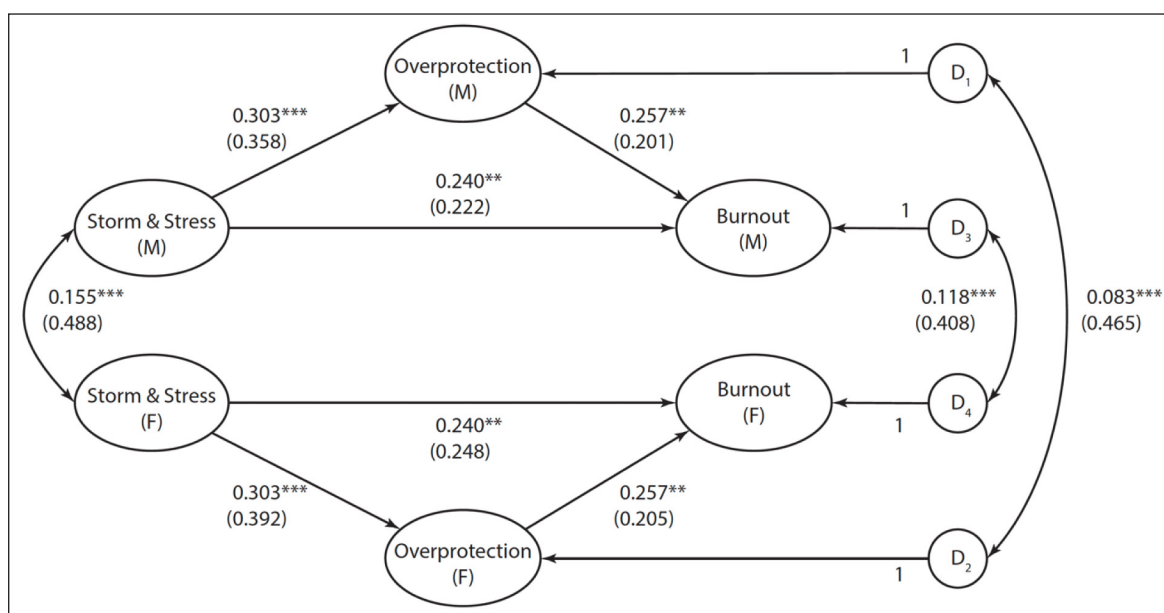 Overprotection
(M)
1
D1
0.303***
(0.358)
0.257**
(0.201)
0.240**
(0.222)
Storm & Stress
(M)
Burnout
(M)
1
D3
0.155***
(0.488)
0.118***
(0.408)
0.083***
(0.465)
Storm & Stress
(F)
Burnout
(F)
1
D4
0.240**
(0.248)
0.303***
(0.392)
0.257**
(0.205)
Overprotection
(F)
1
D2